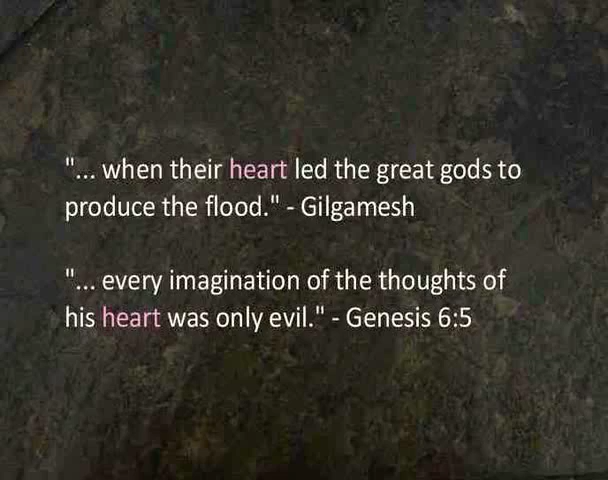 "... when their heart led the great gods to
produce the flood." - Gilgamesh
"... every imagination of the thoughts of
his heart was only evil." - Genesis 6:5